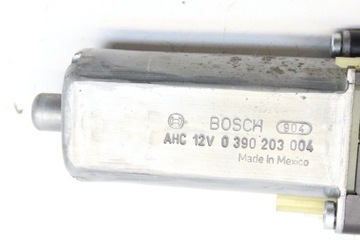 BOSCH 904
AHC 12V 0 390 203 004
Made in Mexico